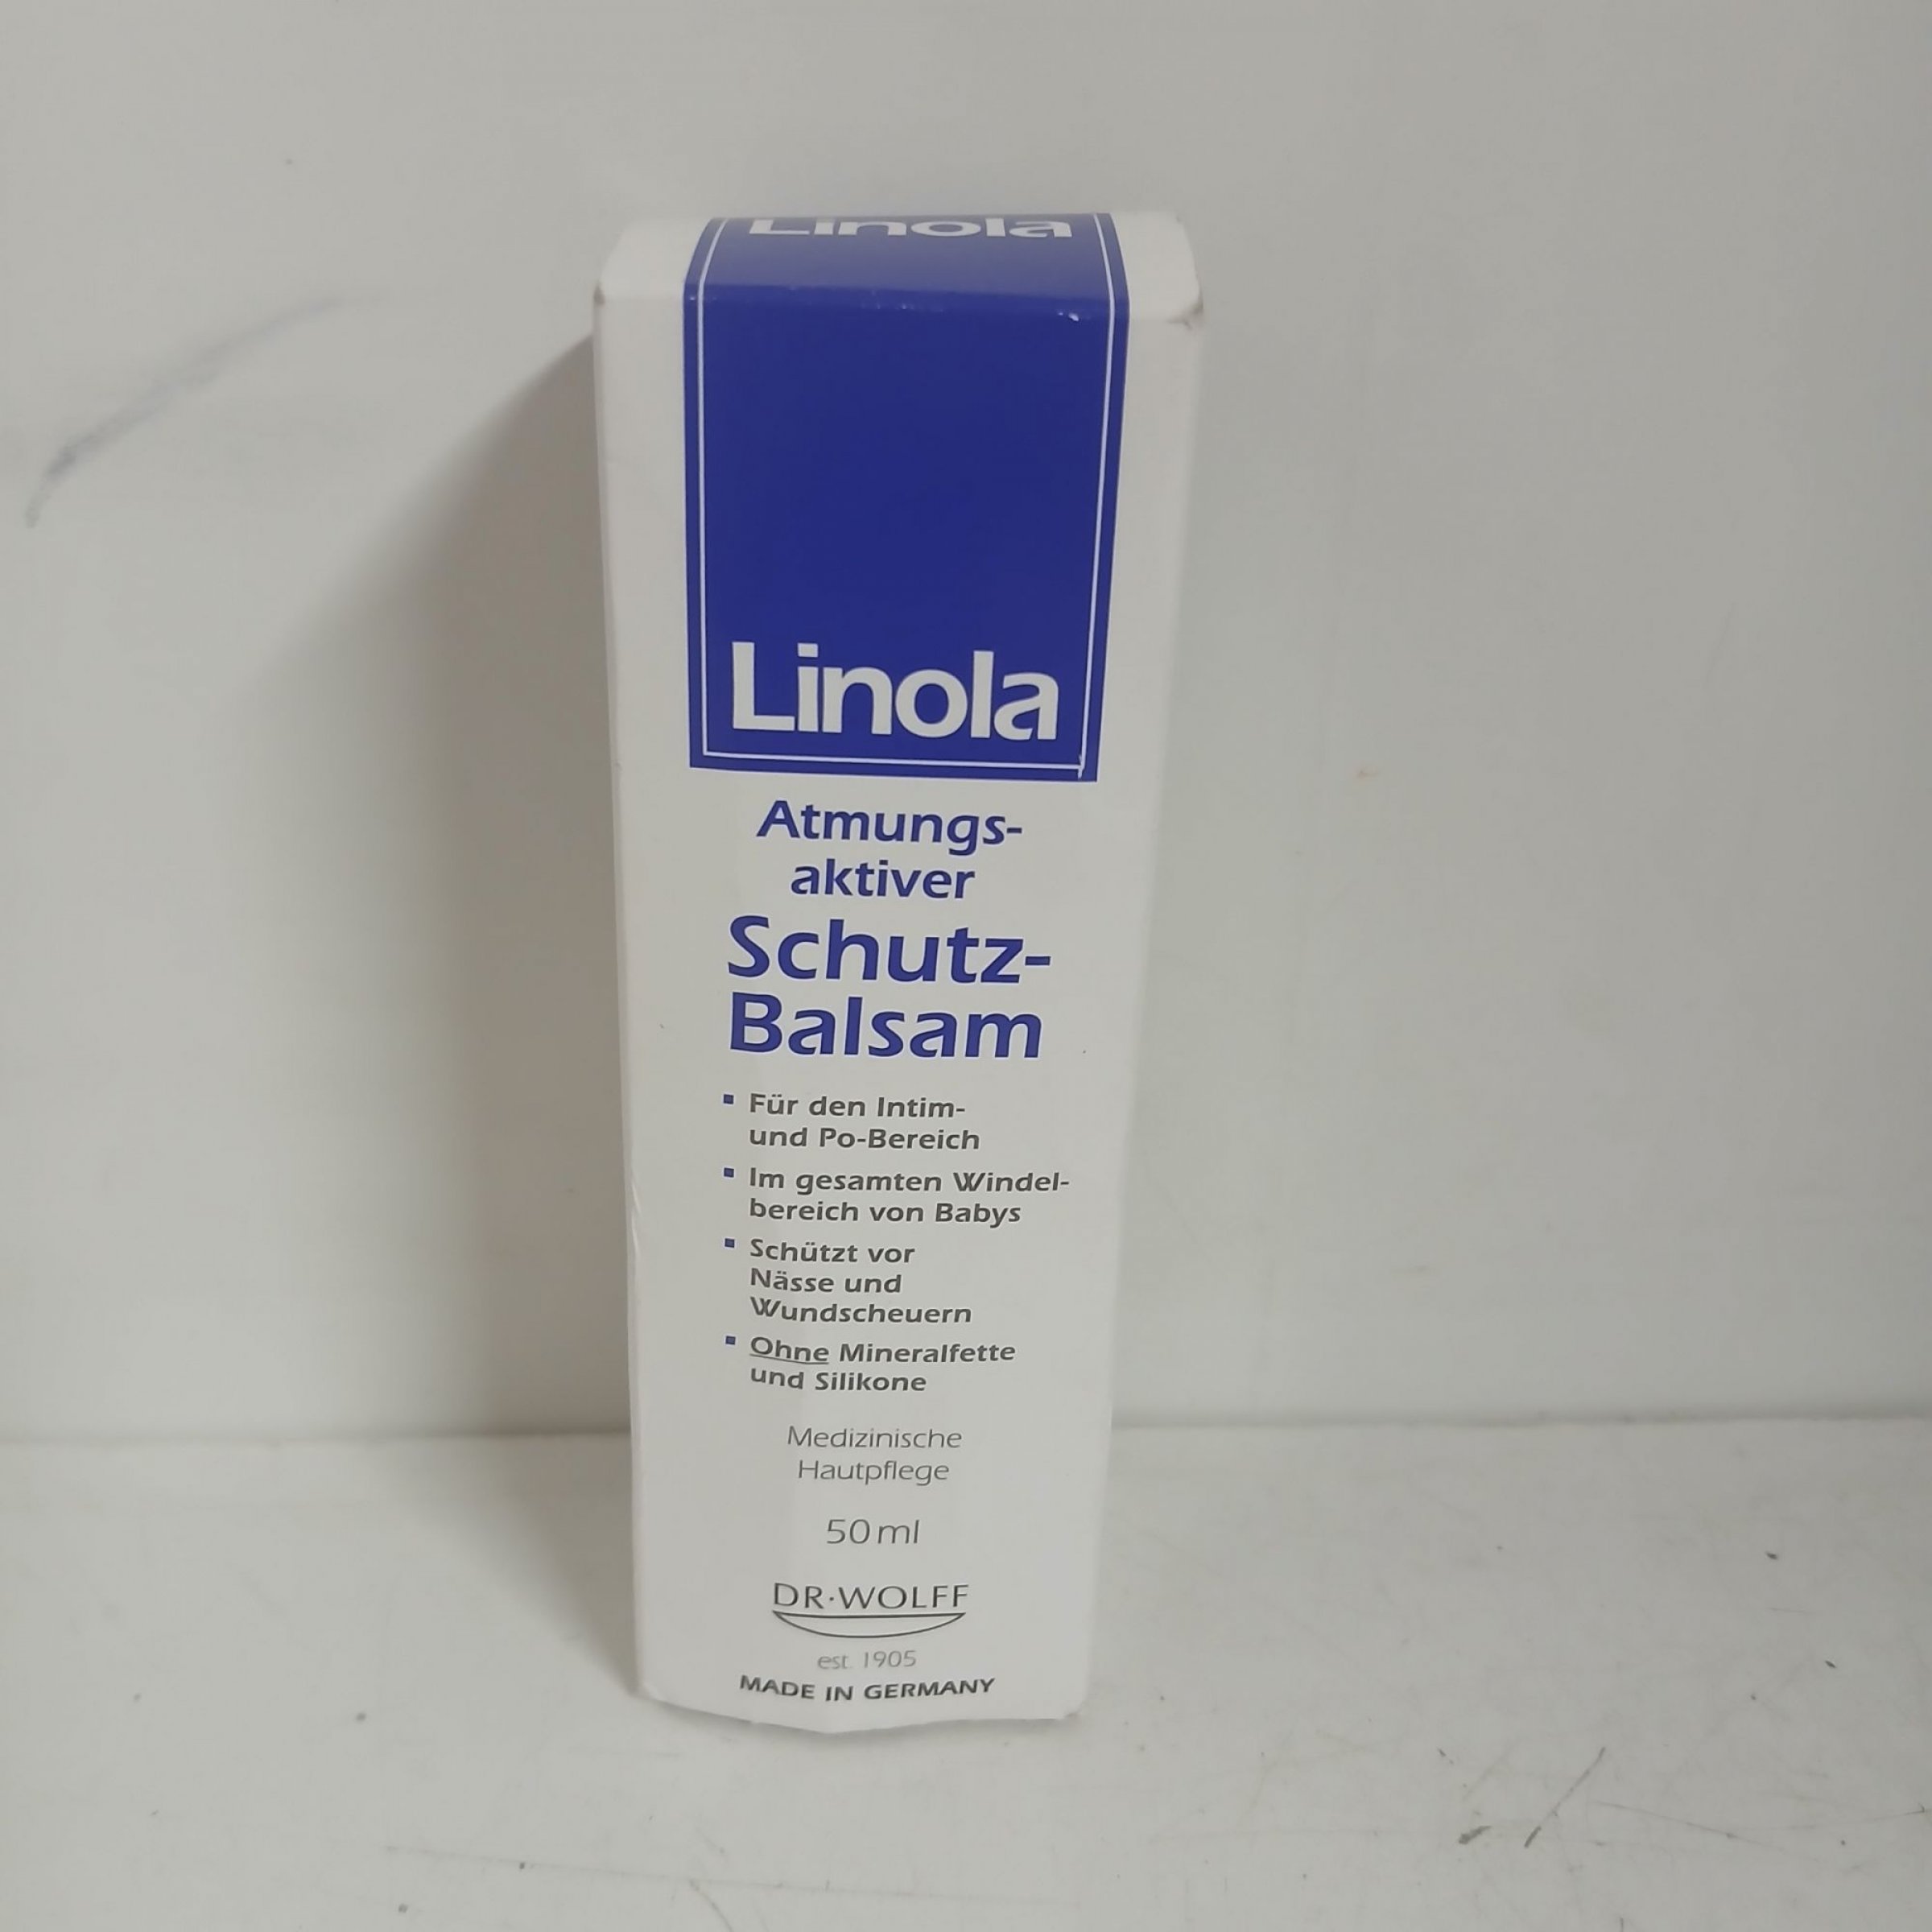 Linola
Linola
Atmungs-
aktiver
Schutz-
Balsam
Für den Intim-
und Po-Bereich
Im gesamten Windel-
bereich von Babys
Schützt vor
Nässe und
Wundscheuern
Ohne Mineralfette
und Silikone
Medizinische
Hautpflege
50 ml
DR·WOLFF
est. 1905
MADE IN GERMANY